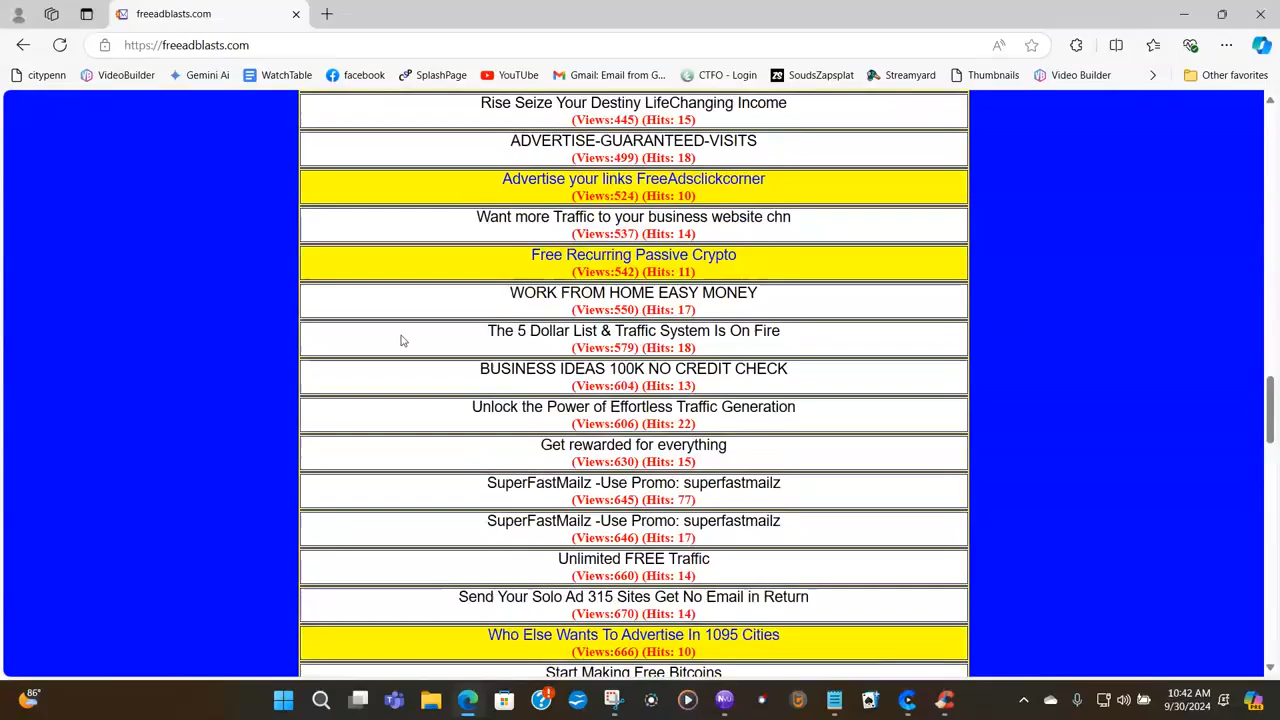 freeadblasts.com
https://freeadblasts.com
citypenn VideoBuilder Gemini Ai WatchTable facebook SplashPage YouTube Gmail: Email from G... CTFO - Login SoudsZapsplat Streamyard Thumbnails Video Builder Other favorites
Rise Seize Your Destiny LifeChanging Income
(Views:445) (Hits: 15)
ADVERTISE-GUARANTEED-VISITS
(Views:499) (Hits: 18)
Advertise your links FreeAdsclickcorner
(Views:524) (Hits: 10)
Want more Traffic to your business website chn
(Views:537) (Hits: 14)
Free Recurring Passive Crypto
(Views:542) (Hits: 11)
WORK FROM HOME EASY MONEY
(Views:550) (Hits: 17)
The 5 Dollar List & Traffic System Is On Fire
(Views:579) (Hits: 18)
BUSINESS IDEAS 100K NO CREDIT CHECK
(Views:604) (Hits: 13)
Unlock the Power of Effortless Traffic Generation
(Views:606) (Hits: 22)
Get rewarded for everything
(Views:630) (Hits: 15)
SuperFastMailz -Use Promo: superfastmailz
(Views:645) (Hits: 77)
SuperFastMailz -Use Promo: superfastmailz
(Views:646) (Hits: 17)
Unlimited FREE Traffic
(Views:660) (Hits: 14)
Send Your Solo Ad 315 Sites Get No Email in Return
(Views:670) (Hits: 14)
Who Else Wants To Advertise In 1095 Cities
(Views:666) (Hits: 10)
Start Making Free Bitcoins
86°
10:42 AM
9/30/2024